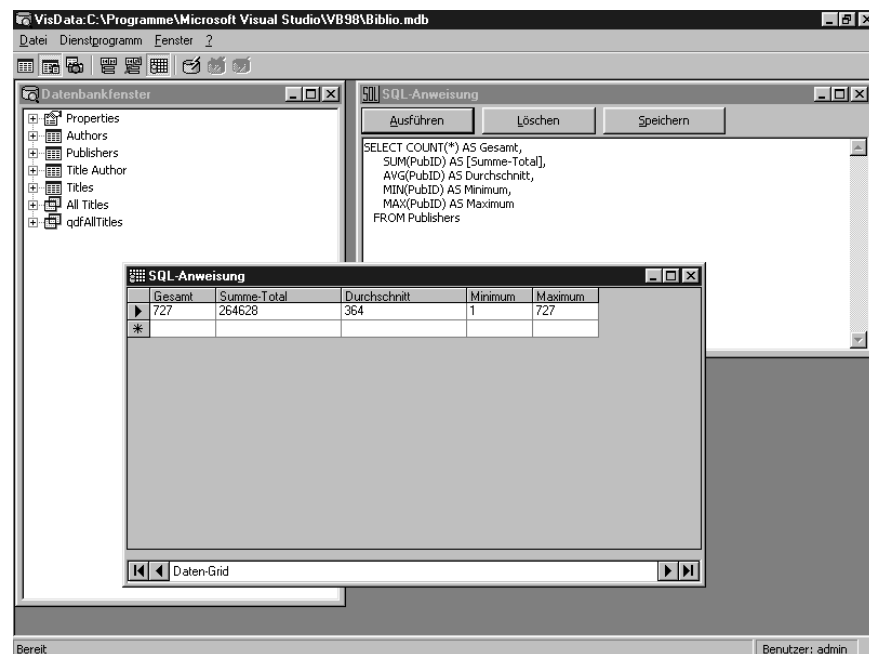 VisData:C:\Programme\Microsoft Visual Studio\VB98\Biblio.mdb
Datei Dienstprogramm Fenster ?
Datenbankfenster
Properties
Authors
Publishers
Title Author
Titles
All Titles
qdfAllTitles
SQL SQL-Anweisung
Ausführen Löschen Speichern
SELECT COUNT(*) AS Gesamt,
SUM(PubID) AS [Summe-Total],
AVG(PubID) AS Durchschnitt,
MIN(PubID) AS Minimum,
MAX(PubID) AS Maximum
FROM Publishers
SQL-Anweisung
Gesamt Summe-Total Durchschnitt Minimum Maximum
727 264628 364 1 727
Daten-Grid
Bereit Benutzer: admin